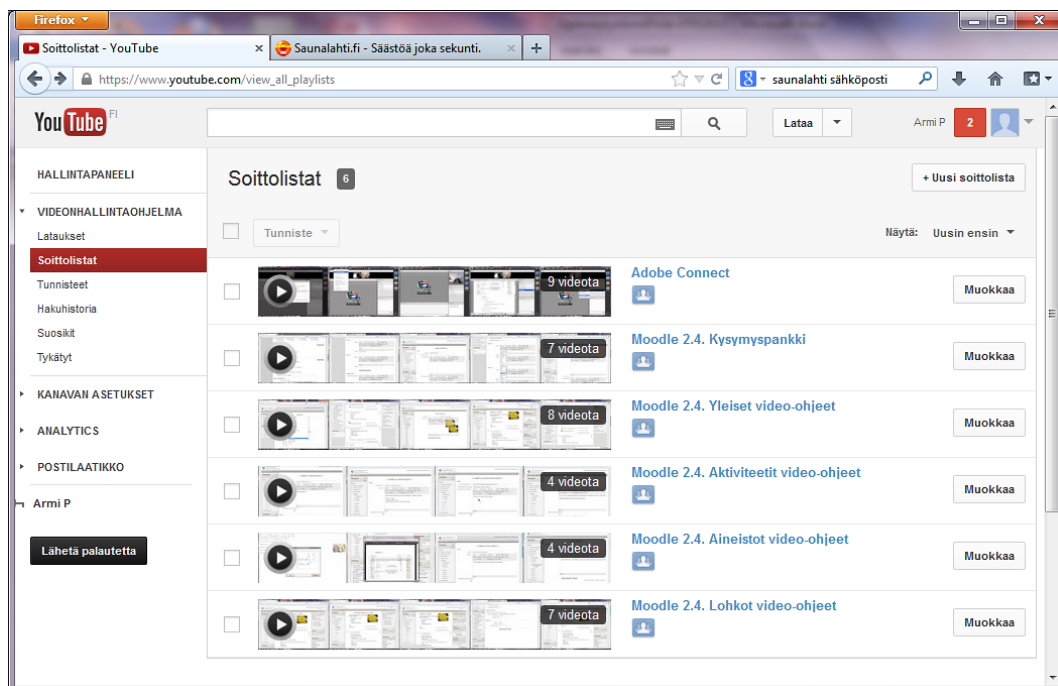 Firefox
Soittolistat - YouTube
Saunalahti.fi - Säästöä joka sekunti.
https://www.youtube.com/view_all_playlists
saunalahti sähköposti
YouTube FI
Lataa
Armi P
2
HALLINTAPANEELI
VIDEONHALLINTAOHJELMA
Lataukset
Soittolistat
Tunnisteet
Hakuhistoria
Suosikit
Tykätyt
KANAVAN ASETUKSET
ANALYTICS
POSTILAATIKKO
Armi P
Lähetä palautetta
Soittolistat 6
+ Uusi soittolista
Tunniste
Näytä: Uusin ensin
9 videota
Adobe Connect
Muokkaa
7 videota
Moodle 2.4. Kysymyspankki
Muokkaa
8 videota
Moodle 2.4. Yleiset video-ohjeet
Muokkaa
4 videota
Moodle 2.4. Aktiviteetit video-ohjeet
Muokkaa
4 videota
Moodle 2.4. Aineistot video-ohjeet
Muokkaa
7 videota
Moodle 2.4. Lohkot video-ohjeet
Muokkaa